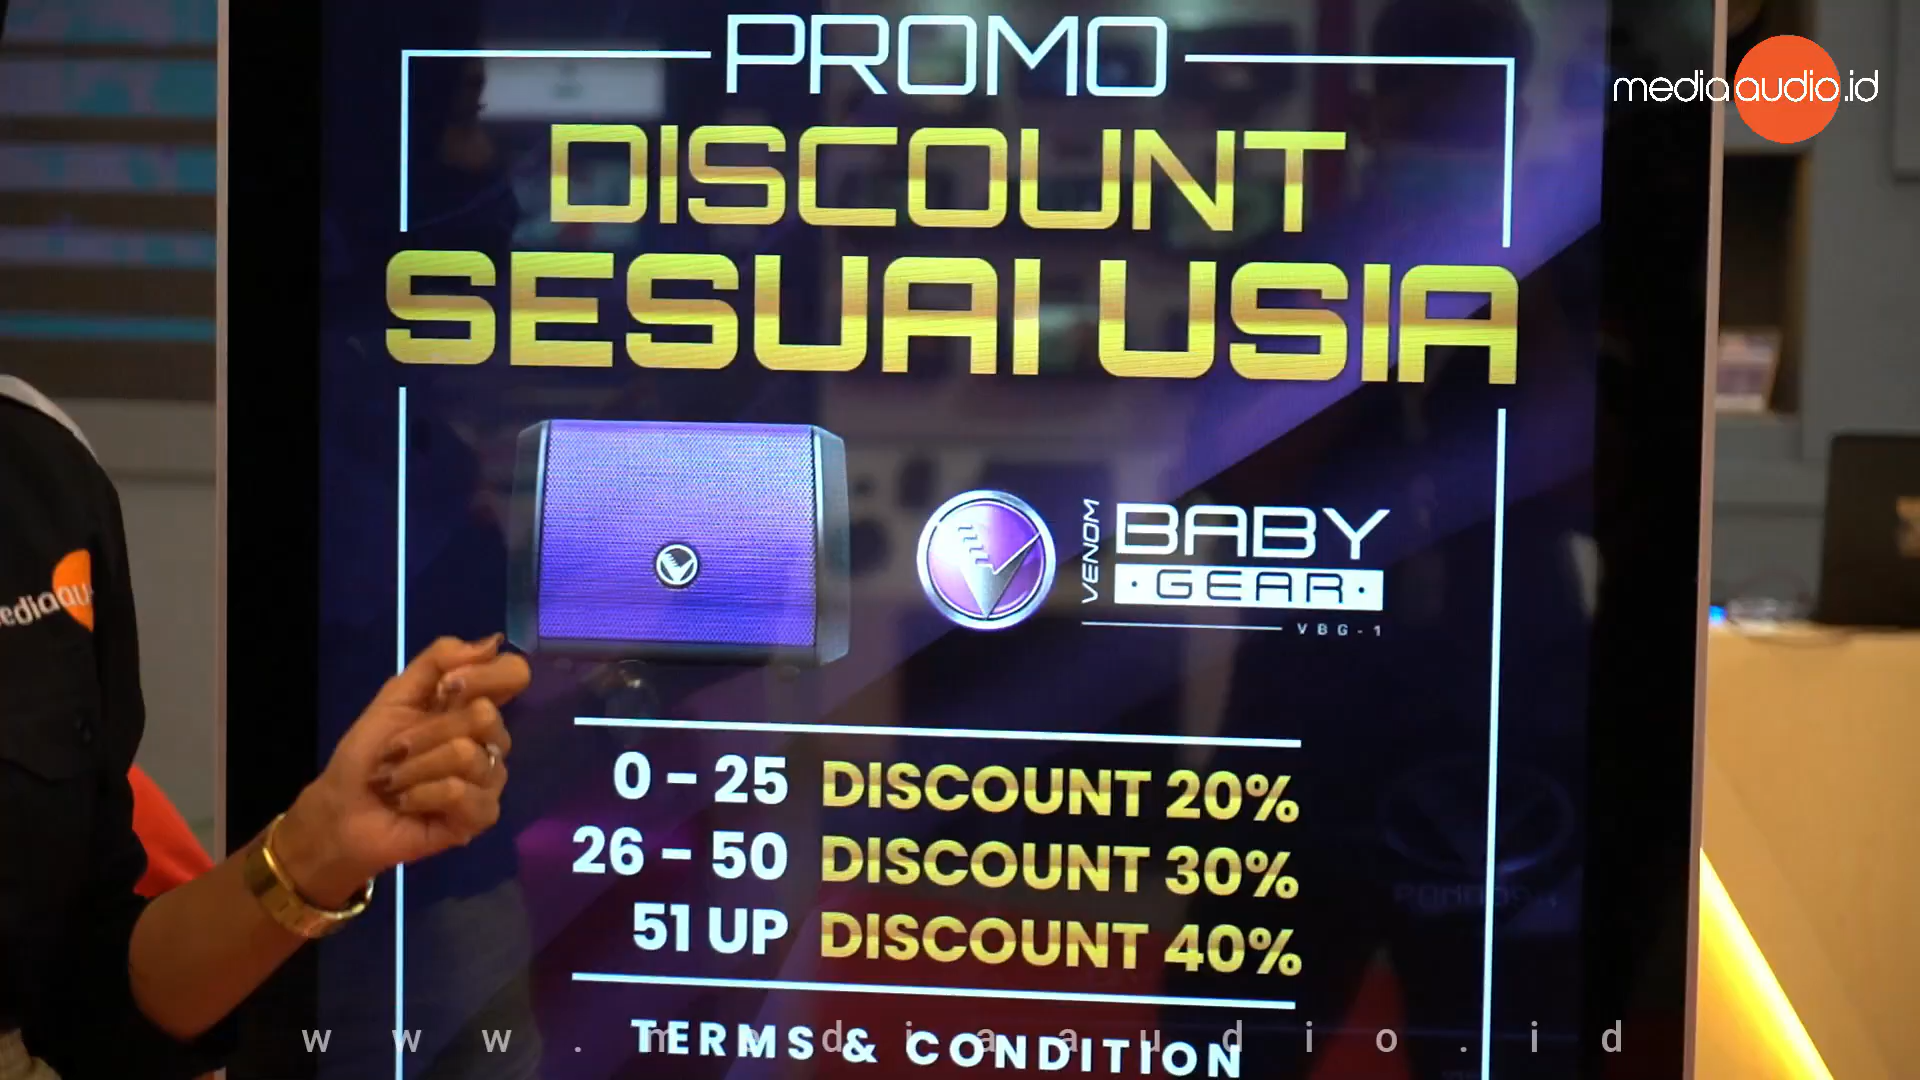 PROMO
mediaaudio.id
DISCOUNT
SESUAI USIA
VENOM
BABY
GEAR
VBG-1
0 - 25 DISCOUNT 20%
26 - 50 DISCOUNT 30%
51 UP DISCOUNT 40%
TERMS & CONDITION
www.mediaaudio.id